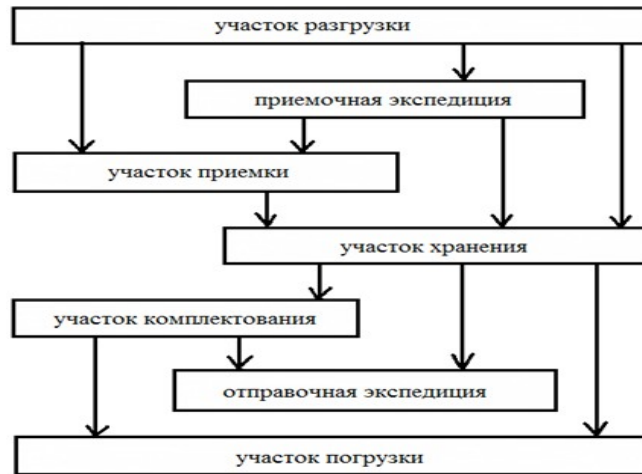 участок разгрузки
приемочная экспедиция
участок приемки
участок хранения
участок комплектования
отправочная экспедиция
участок погрузки